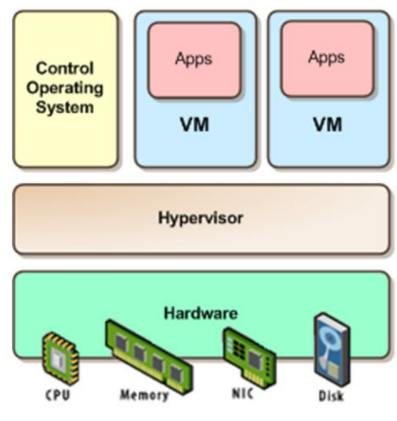 Control
Operating
System
Apps
VM
Apps
VM
Hypervisor
Hardware
CPU
Memory
NIC
Disk